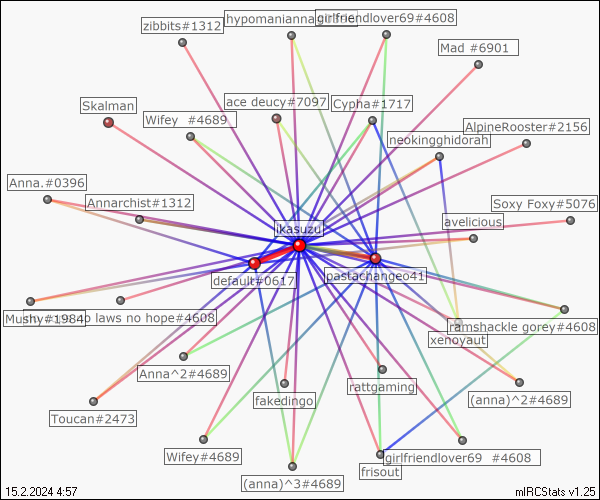 hypomanianna
girlfriendlover69#4608
zibbits#1312
Mad #6901
Skalman
ace deucy#7097
Cypha#1717
Wifey  #4689
AlpineRooster#2156
neokingghidorah
Anna.#0396
Annarchist#1312
Soxy Foxy#5076
avelicious
ikasuzu
pastachangeo41
default#0617
Mushy#1984
laws no hope#4608
ramshackle gorey#4608
xenoyaut
Anna^2#4689
rattgaming
fakedingo
(anna)^2#4689
Toucan#2473
Wifey#4689
girlfriendlover69  #4608
frisout
(anna)^3#4689
15.2.2024 4:57
mIRCStats v1.25